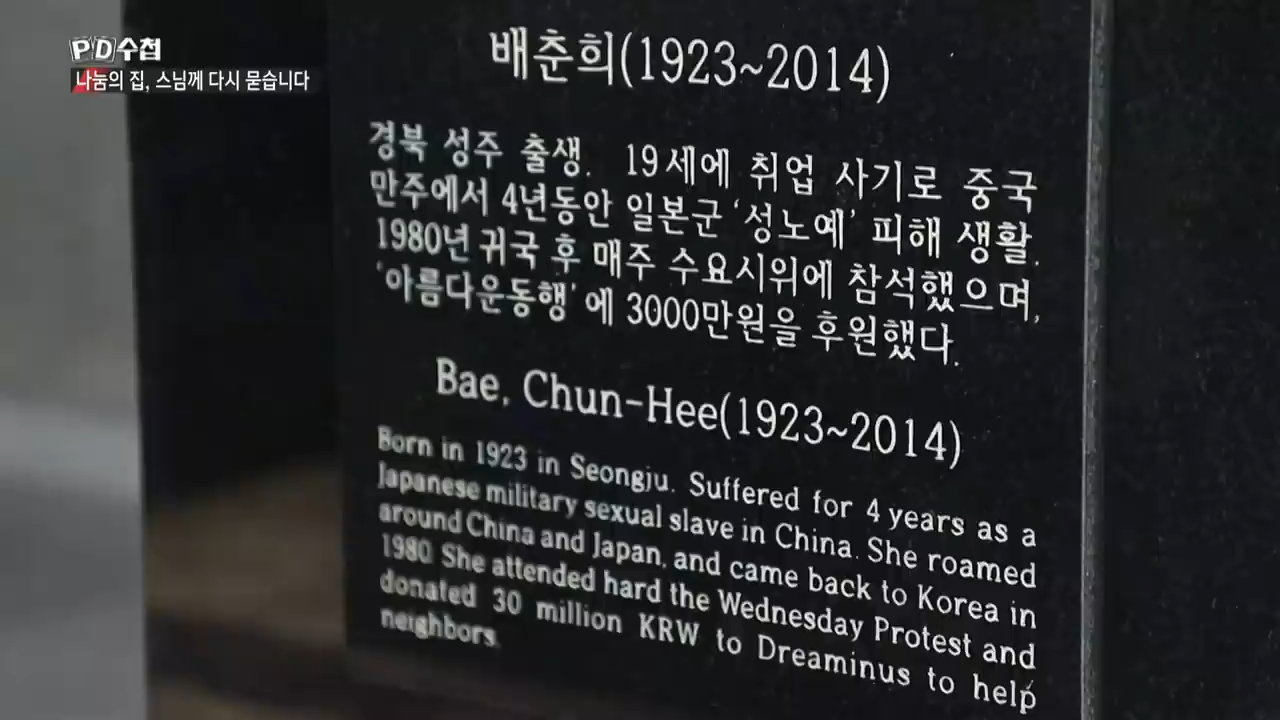 PD수첩
나눔의 집, 스님께 다시 묻습니다
배춘희(1923~2014)
경북 성주 출생. 19세에 취업 사기로 중국
만주에서 4년동안 일본군 '성노예' 피해 생활.
1980년 귀국 후 매주 수요시위에 참석했으며,
'아름다운동행'에 3000만원을 후원했다.
Bae, Chun-Hee(1923~2014)
Born in 1923 in Seongju. Suffered for 4 years as a
Japanese military sexual slave in China. She roamed
around China and Japan, and came back to Korea in
1980. She attended hard the Wednesday Protest and
donated 30 million KRW to Dreaminus to help
neighbors.